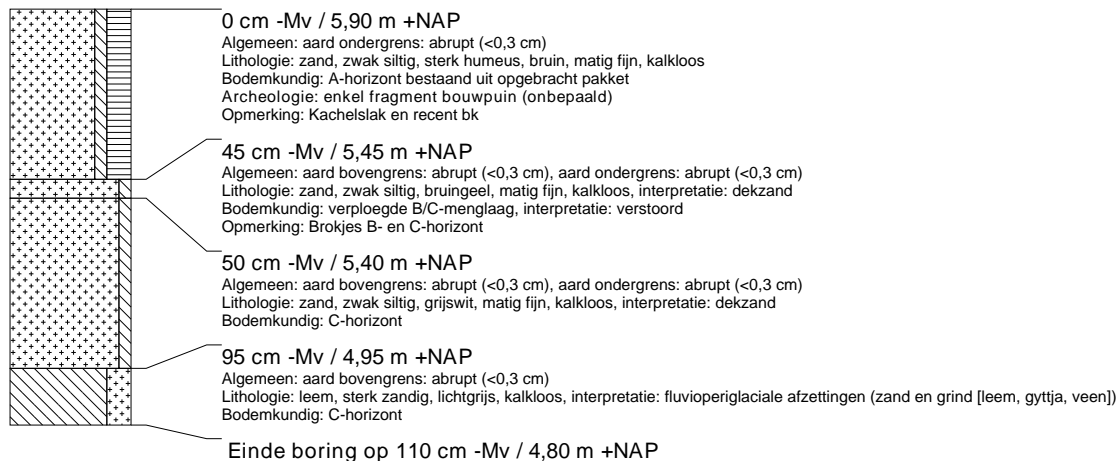 0 cm -Mv / 5,90 m +NAP
Algemeen: aard ondergrens: abrupt (<0,3 cm)
Lithologie: zand, zwak siltig, sterk humeus, bruin, matig fijn, kalkloos
Bodemkundig: A-horizont bestaand uit opgebracht pakket
Archeologie: enkel fragment bouwpuin (onbepaald)
Opmerking: Kachelslak en recent bk
45 cm -Mv / 5,45 m +NAP
Algemeen: aard bovengrens: abrupt (<0,3 cm), aard ondergrens: abrupt (<0,3 cm)
Lithologie: zand, zwak siltig, bruingeel, matig fijn, kalkloos, interpretatie: dekzand
Bodemkundig: verploegde B/C-menglaag, interpretatie: verstoord
Opmerking: Brokjes B- en C-horizont
50 cm -Mv / 5,40 m +NAP
Algemeen: aard bovengrens: abrupt (<0,3 cm), aard ondergrens: abrupt (<0,3 cm)
Lithologie: zand, zwak siltig, grijswit, matig fijn, kalkloos, interpretatie: dekzand
Bodemkundig: C-horizont
95 cm -Mv / 4,95 m +NAP
Algemeen: aard bovengrens: abrupt (<0,3 cm)
Lithologie: leem, sterk zandig, lichtgrijs, kalkloos, interpretatie: fluvioperiglaciale afzettingen (zand en grind [leem, gyttja, veen])
Bodemkundig: C-horizont
Einde boring op 110 cm -Mv / 4,80 m +NAP